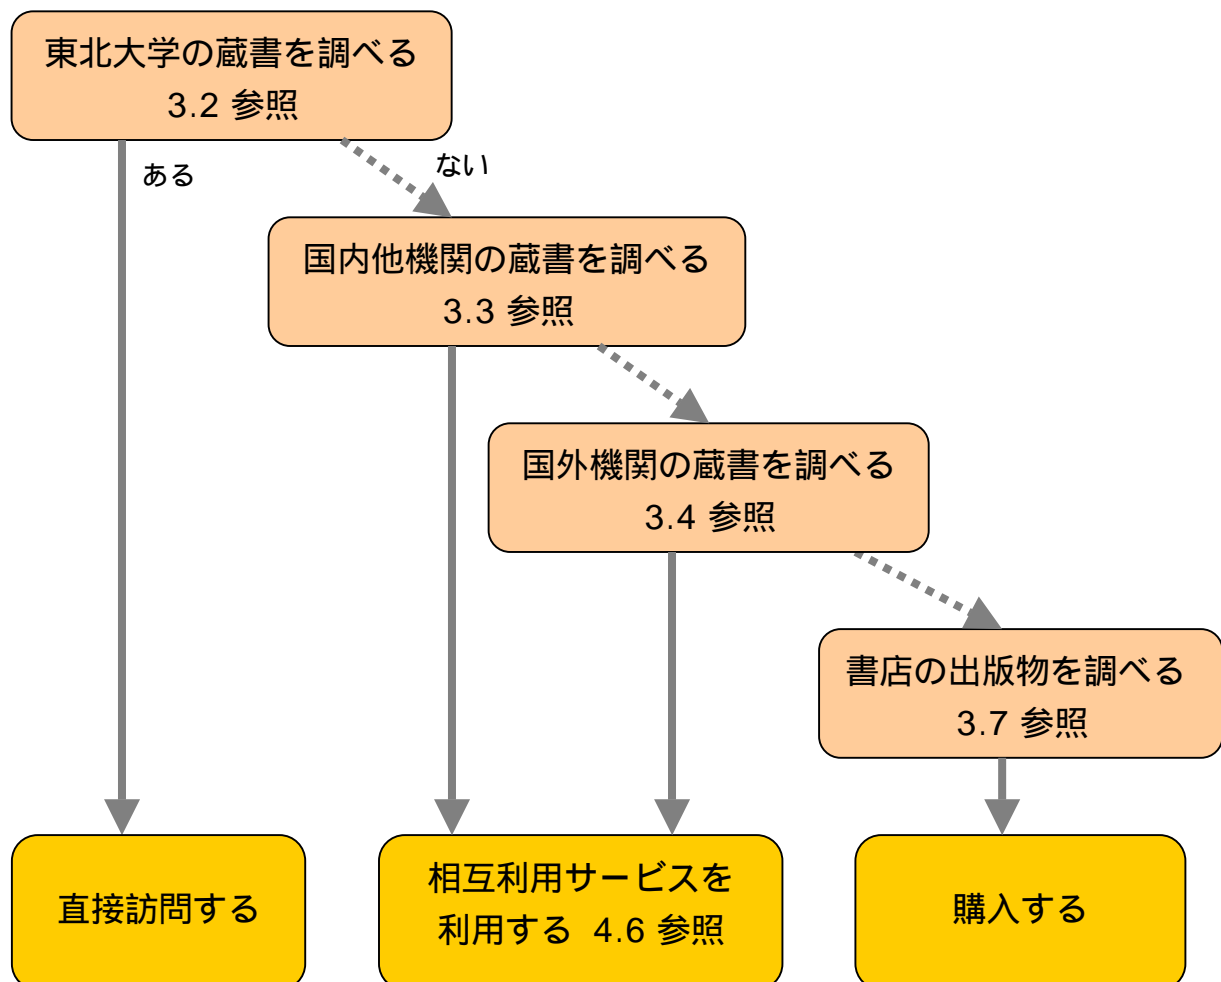 東北大学の蔵書を調べる
3.2 参照
ある
ない
国内他機関の蔵書を調べる
3.3 参照
国外機関の蔵書を調べる
3.4 参照
書店の出版物を調べる
3.7 参照
直接訪問する
相互利用サービスを
利用する 4.6 参照
購入する